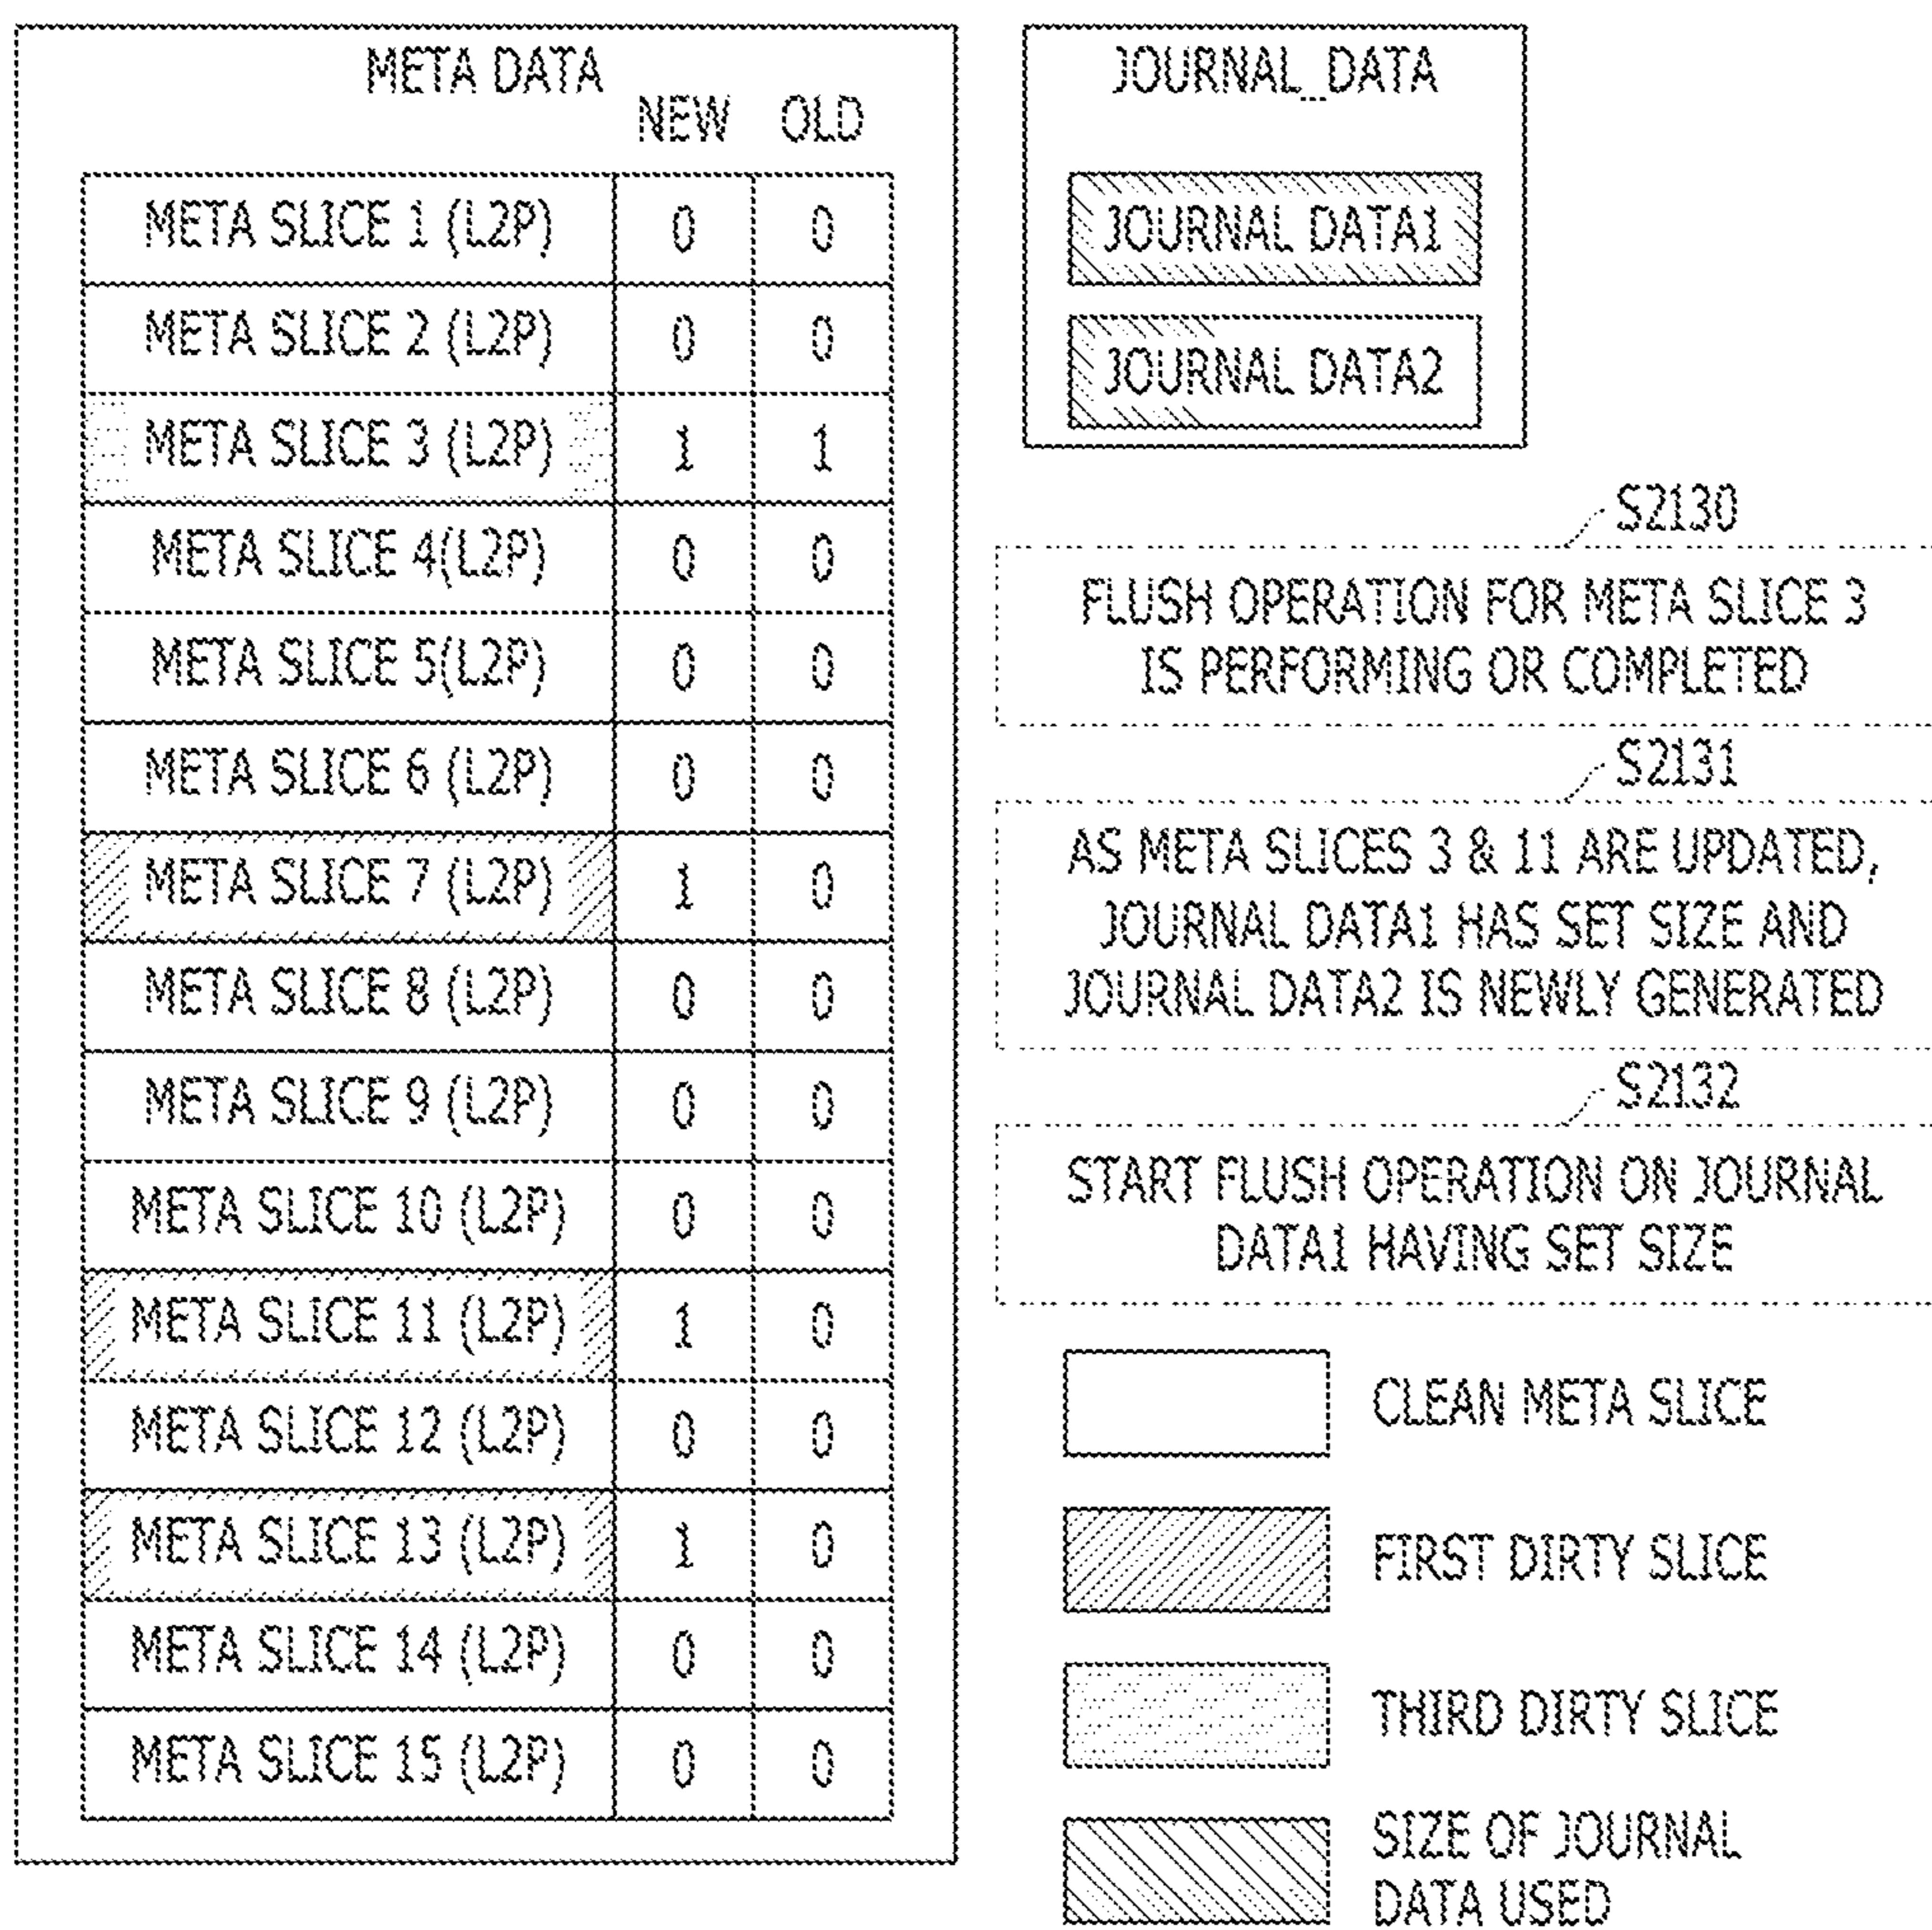 META DATA
NEW OLD
META SLICE 1 (L2P) 0 0
META SLICE 2 (L2P) 0 0
META SLICE 3 (L2P) 1 1
META SLICE 4(L2P) 0 0
META SLICE 5(L2P) 0 0
META SLICE 6 (L2P) 0 0
META SLICE 7 (L2P) 1 0
META SLICE 8 (L2P) 0 0
META SLICE 9 (L2P) 0 0
META SLICE 10 (L2P) 0 0
META SLICE 11 (L2P) 1 0
META SLICE 12 (L2P) 0 0
META SLICE 13 (L2P) 1 0
META SLICE 14 (L2P) 0 0
META SLICE 15 (L2P) 0 0
JOURNAL_DATA
JOURNAL DATA1
JOURNAL DATA2
S2130
FLUSH OPERATION FOR META SLICE 3
IS PERFORMING OR COMPLETED
S2131
AS META SLICES 3 & 11 ARE UPDATED,
JOURNAL DATA1 HAS SET SIZE AND
JOURNAL DATA2 IS NEWLY GENERATED
S2132
START FLUSH OPERATION ON JOURNAL
DATA1 HAVING SET SIZE
CLEAN META SLICE
FIRST DIRTY SLICE
THIRD DIRTY SLICE
SIZE OF JOURNAL
DATA USED